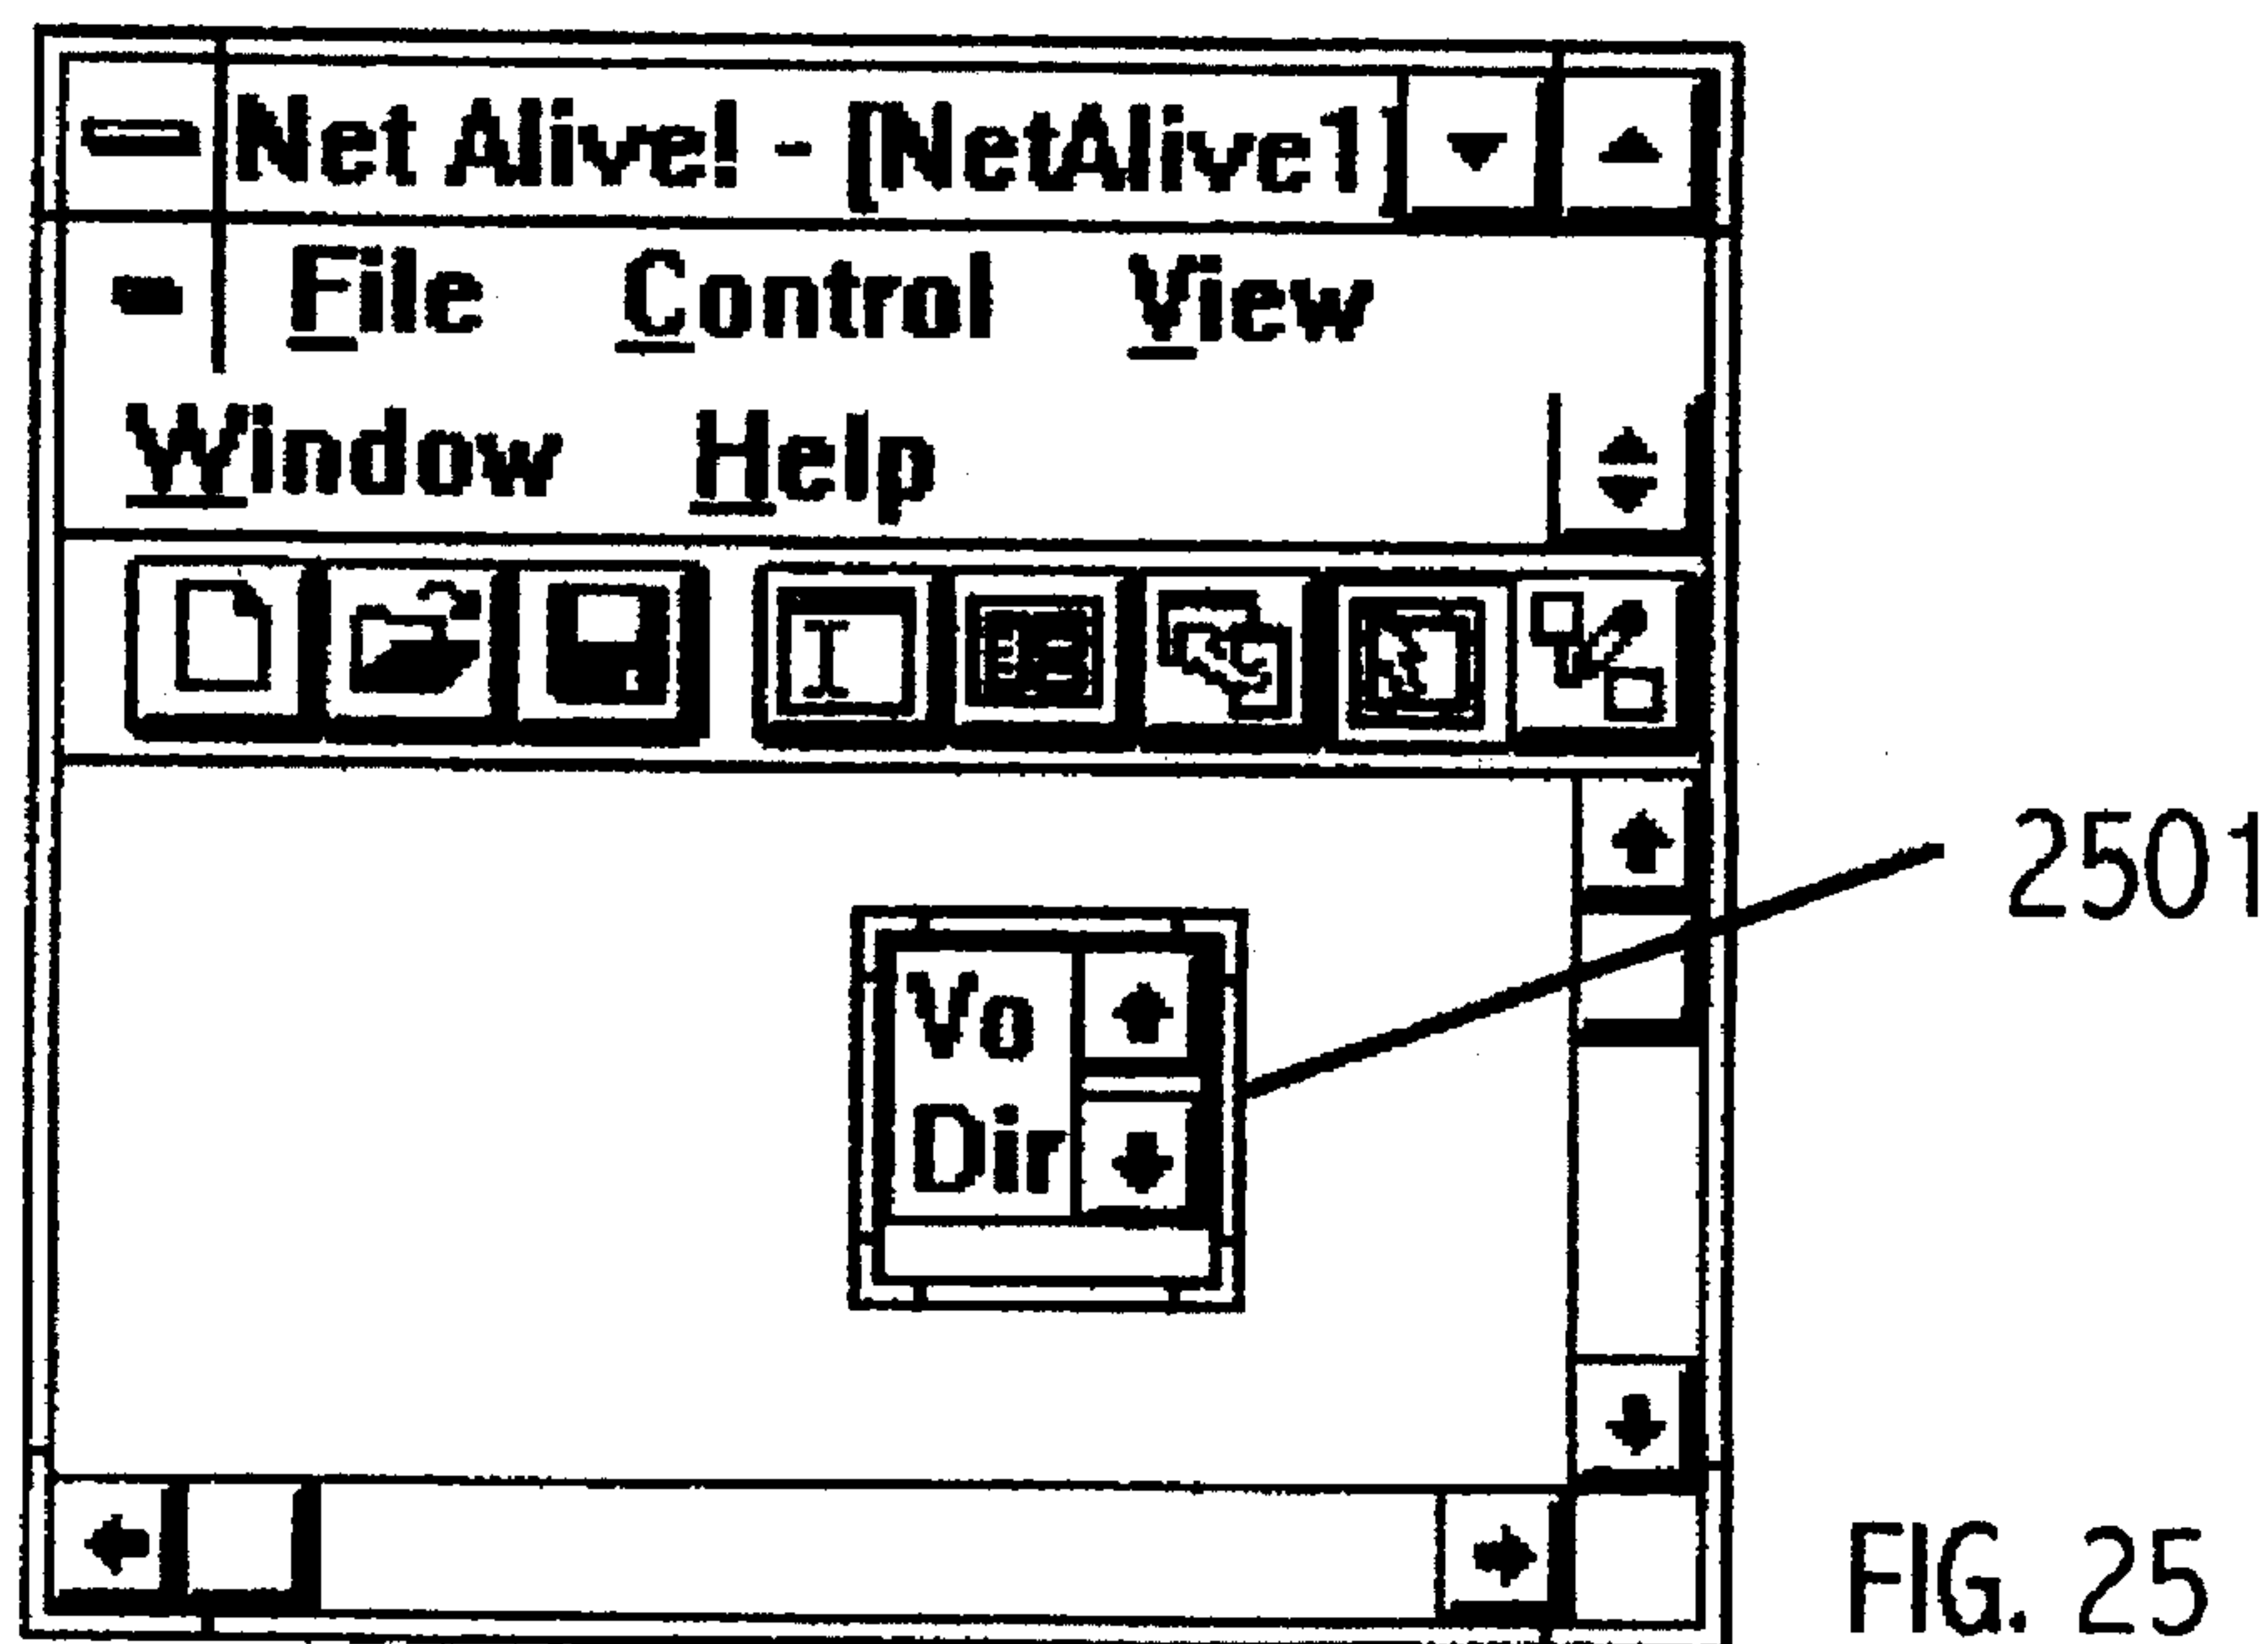 Net Alive! - [NetAlive1]
File Control View
Window Help
2501
Vo
Dir
FIG. 25